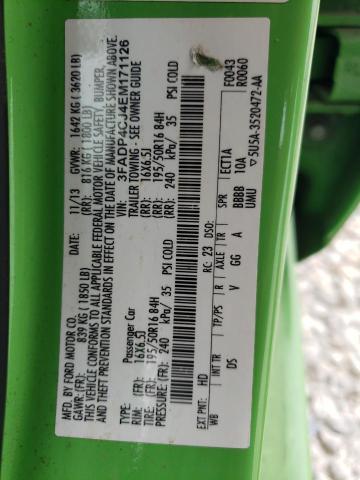 MFD. BY FORD MOTOR CO.
11/13 GVWR: 1642 KG ( 3620 LB)
GAWR:(FR): 839 KG ( 1850 LB) (RR): 816 KG ( 1800 LB)
THIS VEHICLE CONFORMS TO ALL APPLICABLE FEDERAL MOTOR VEHICLE SAFETY, BUMPER,
AND THEFT PREVENTION STANDARDS IN EFFECT ON THE DATE OF MANUFACTURE SHOWN ABOVE.
3FADP4CJ4EM171126
TYPE: Passenger Car TRAILER TOWING - SEE OWNER GUIDE
RIM: (FR): 16X6.5J (RR): 16X6.5J
TIRE: (FR): 195/50R16 84H (RR): 195/50R16 84H
PRESSURE: (FR): 240 kPa/ 35 PSI COLD (RR): 240 kPa/ 35 PSI COLD
F0043
R0060
EXT PNT: HD RC: 23 DSO: ECT1A
WB INT TR TP/PS R AXLE TR
DS V GG A BBBB 10A
UMU ▽5U5A-3520472-AA